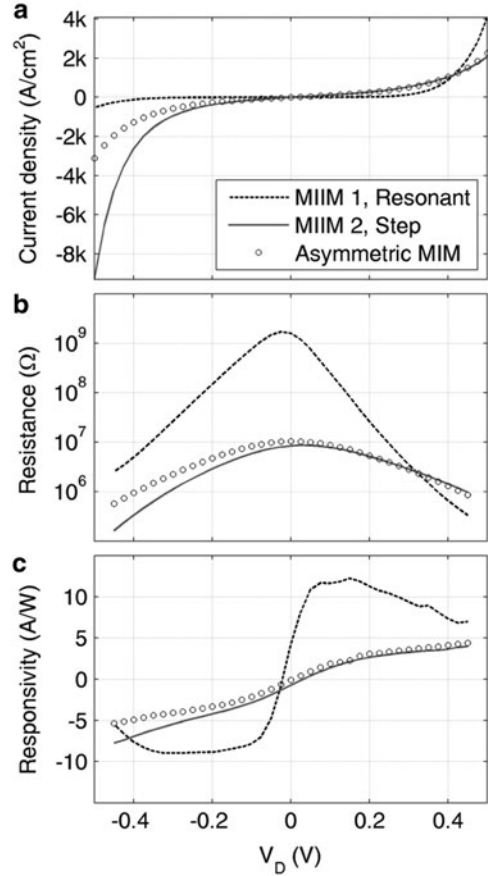 a
4k
2k
0
-2k
-4k
-6k
-8k
Current density (A/cm²)
MIIM 1, Resonant
MIIM 2, Step
Asymmetric MIM
b
10⁹
10⁸
10⁷
10⁶
Resistance (Ω)
c
10
5
0
-5
-10
Responsivity (A/W)
-0.4 -0.2 0 0.2 0.4
V_D (V)